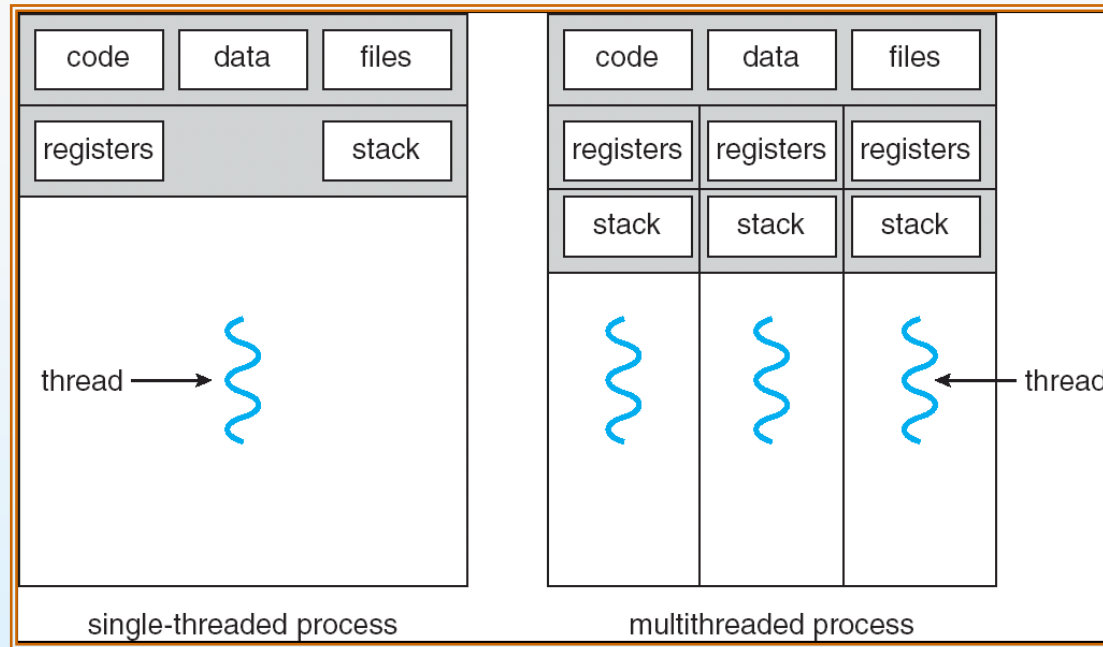 code data files
registers stack
thread
single-threaded process
code data files
registers registers registers
stack stack stack
thread
multithreaded process